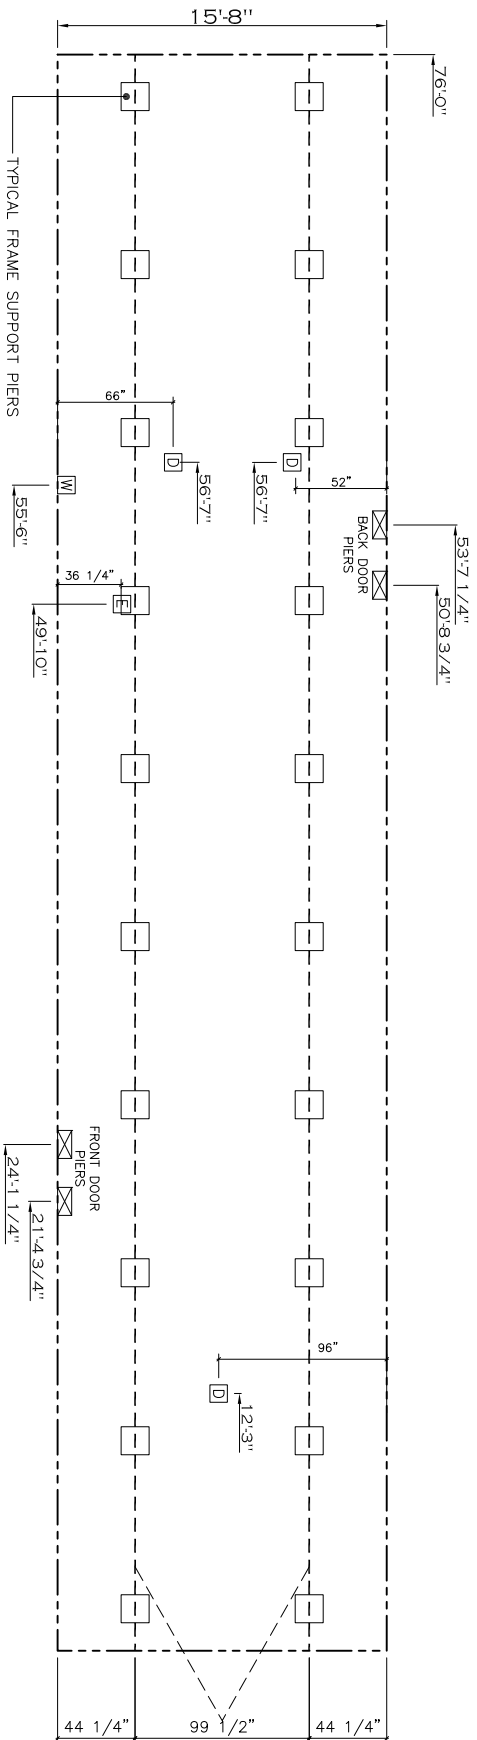 15'-8"
76'-0"
TYPICAL FRAME SUPPORT PIERS
66"
D
56'-7"
D
56'-7"
52"
W
55'-6"
BACK DOOR
PIERS
53'-7 1/4"
50'-8 3/4"
36 1/4"
E
49'-10"
FRONT DOOR
PIERS
24'-1 1/4"
21'-4 3/4"
96"
D
12'-3"
44 1/4"
99 1/2"
44 1/4"